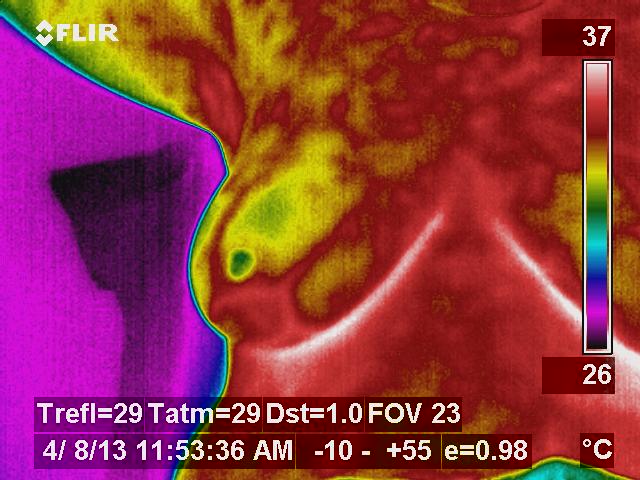 FLIR
37
26
Trefl=29 Tatm=29 Dst=1.0 FOV 23
4/ 8/13 11:53:36 AM -10 - +55 e=0.98 °C